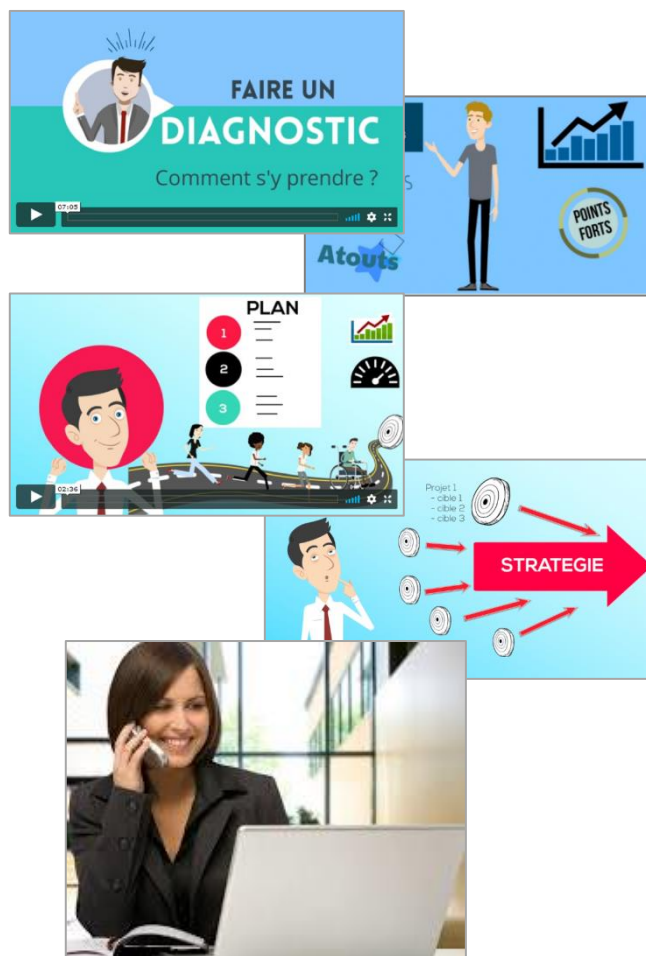 FAIRE UN
DIAGNOSTIC
Comment s'y prendre ?
07:05
POINTS
FORTS
Atouts
PLAN
1
2
3
02:36
Projet 1
- cible 1
- cible 2
- cible 3
STRATEGIE